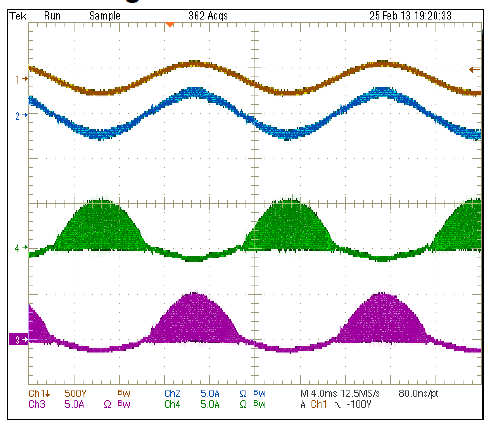 Tek Run Sample 362 Acqs 25 Feb 13 19:20:33
1
2
4
3
Ch1 500V Bw Ch2 5.0A Ω Bw M 4.0ms 12.5MS/s 80.0ns/pt
Ch3 5.0A Ω Bw Ch4 5.0A Ω Bw A Ch1 -100V